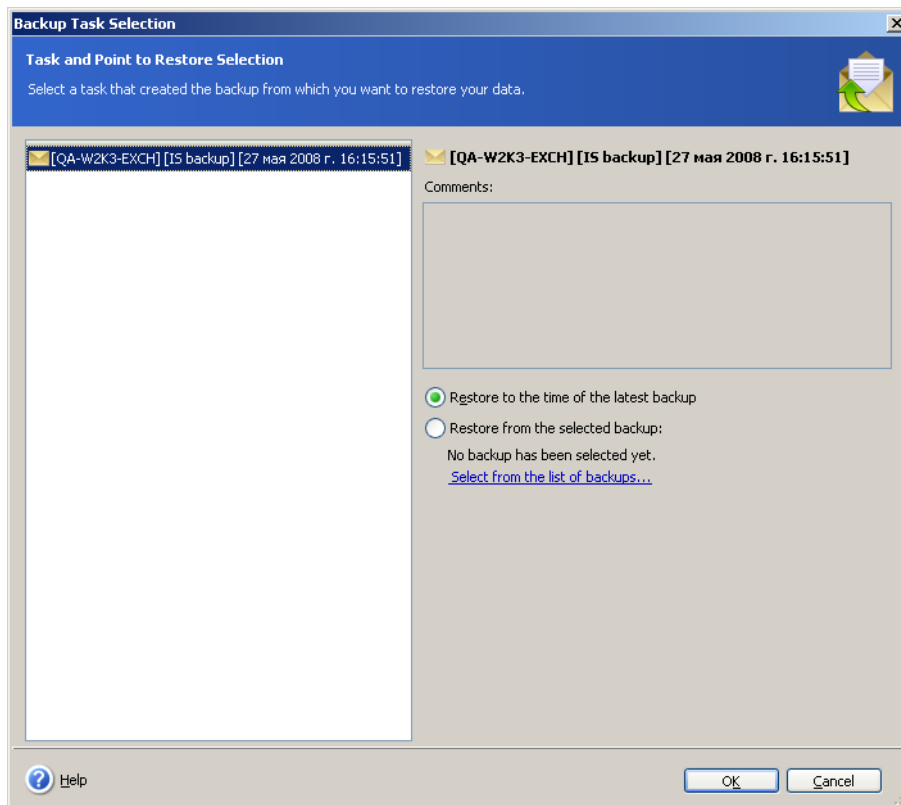 Backup Task Selection
Task and Point to Restore Selection
Select a task that created the backup from which you want to restore your data.
[QA-W2K3-EXCH] [IS backup] [27 мая 2008 г. 16:15:51]
[QA-W2K3-EXCH] [IS backup] [27 мая 2008 г. 16:15:51]
Comments:
Restore to the time of the latest backup
Restore from the selected backup:
No backup has been selected yet.
Select from the list of backups...
Help
OK
Cancel